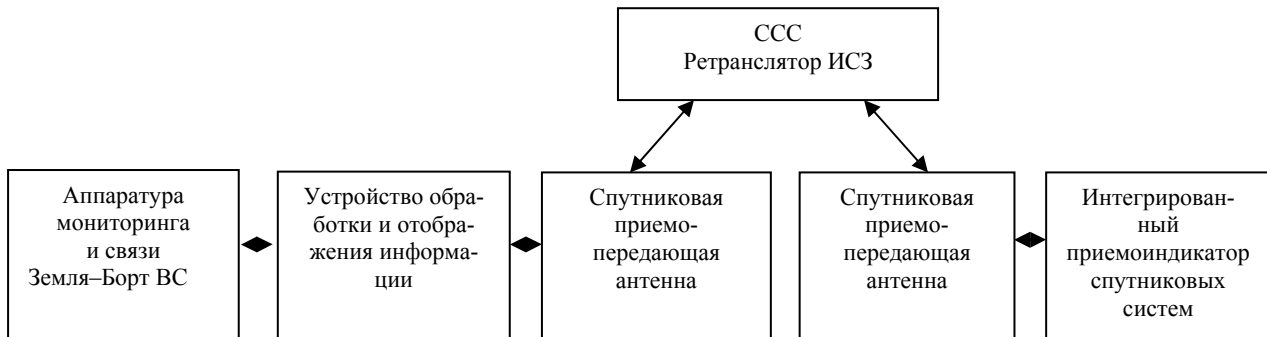 ССС
Ретранслятор ИСЗ
Аппаратура
мониторинга
и связи
Земля–Борт ВС
Устройство обра-
ботки и отобра-
жения информа-
ции
Спутниковая
приемо-
передающая
антенна
Спутниковая
приемо-
передающая
антенна
Интегрирован-
ный
приемоиндикатор
спутниковых
систем